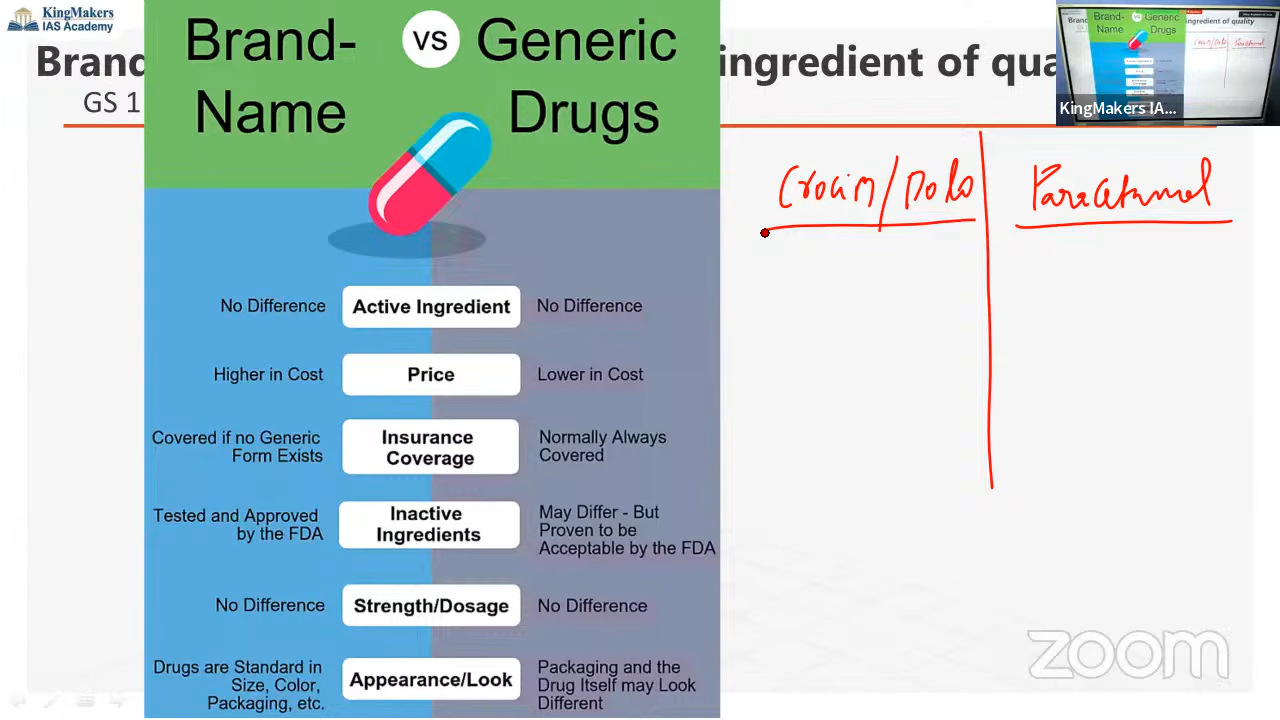 KingMakers
IAS Academy
Brand
ingredient of qu
GS 1
Brand-
Name
VS
Generic
Drugs
KingMakers IA...
Crocin/Dolo
Paracetamol
No Difference
Active Ingredient
No Difference
Higher in Cost
Price
Lower in Cost
Covered if no Generic
Form Exists
Insurance
Coverage
Normally Always
Covered
Tested and Approved
by the FDA
Inactive
Ingredients
May Differ - But
Proven to be
Acceptable by the FDA
No Difference
Strength/Dosage
No Difference
Drugs are Standard in
Size, Color,
Packaging, etc.
Appearance/Look
Packaging and the
Drug Itself may Look
Different
zoom